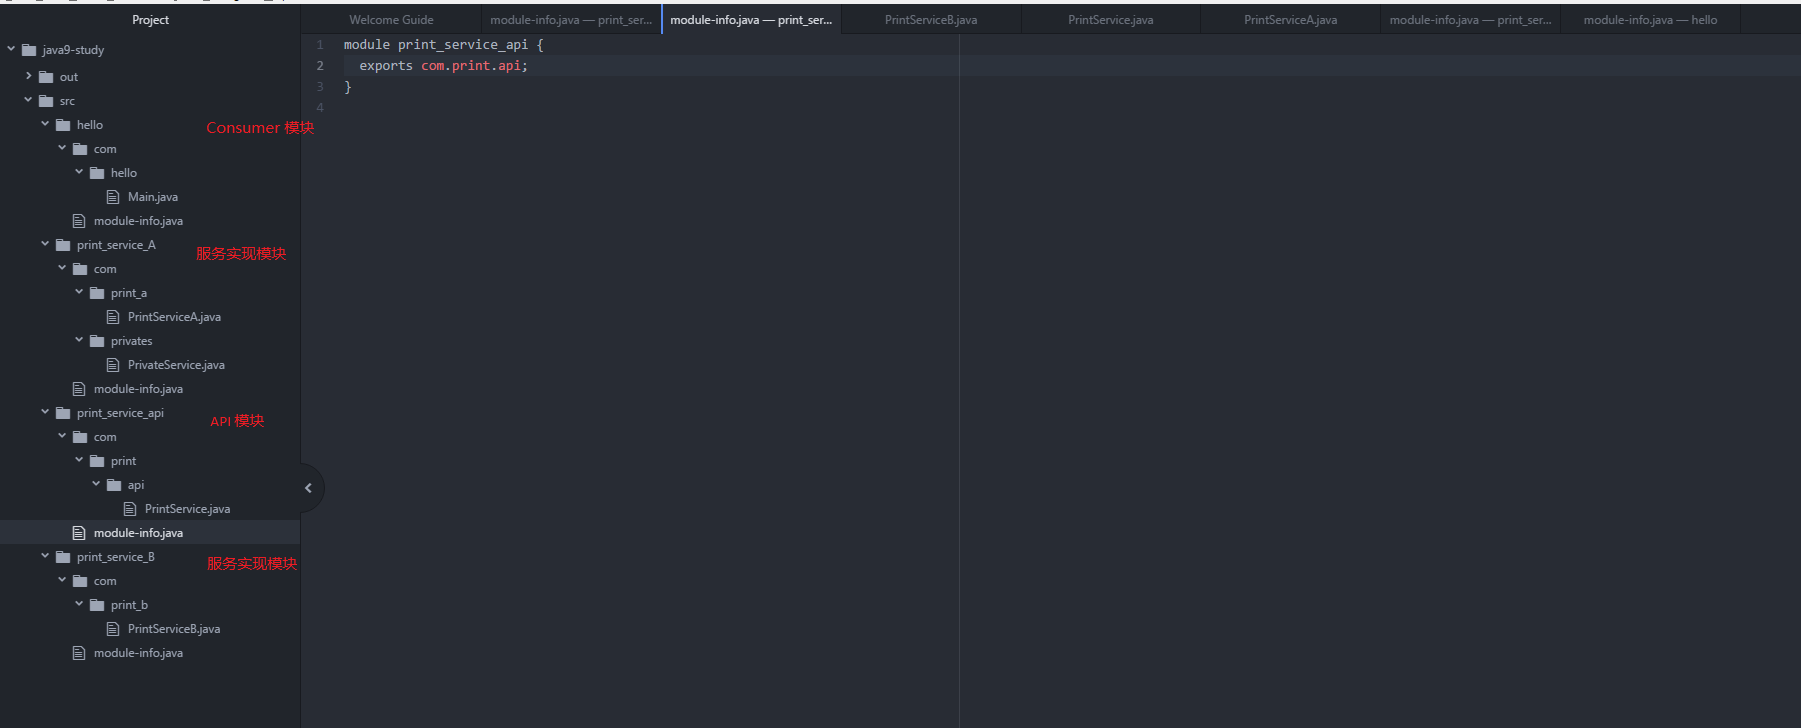 Project
Welcome Guide
module-info.java — print_ser...
module-info.java — print_ser...
PrintServiceB.java
PrintService.java
PrintServiceA.java
module-info.java — print_ser...
module-info.java — hello
java9-study
out
src
hello
Consumer 模块
com
hello
Main.java
module-info.java
print_service_A
服务实现模块
com
print_a
PrintServiceA.java
privates
PrivateService.java
module-info.java
print_service_api
API 模块
com
print
api
PrintService.java
module-info.java
print_service_B
服务实现模块
com
print_b
PrintServiceB.java
module-info.java
1 module print_service_api {
2 exports com.print.api;
3 }
4